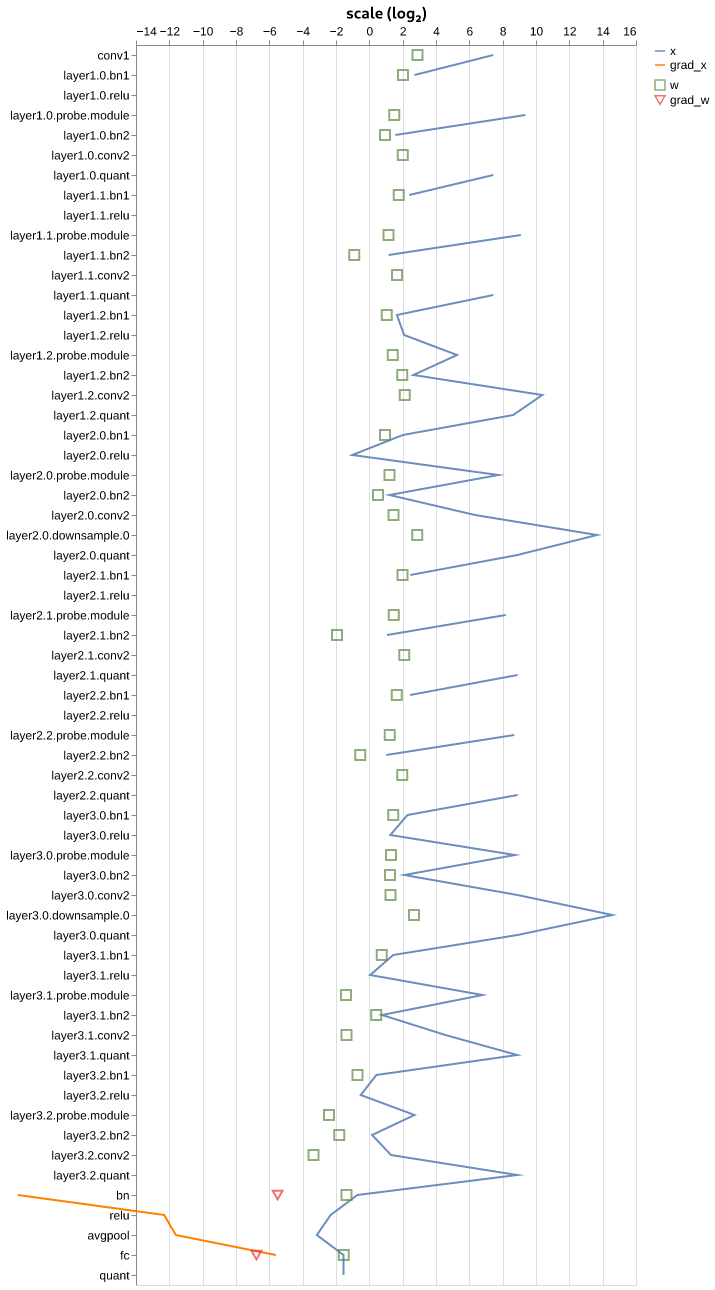 scale (log₂)
−14 −12 −10 −8 −6 −4 −2 0 2 4 6 8 10 12 14 16
x
grad_x
w
grad_w
conv1
layer1.0.bn1
layer1.0.relu
layer1.0.probe.module
layer1.0.bn2
layer1.0.conv2
layer1.0.quant
layer1.1.bn1
layer1.1.relu
layer1.1.probe.module
layer1.1.bn2
layer1.1.conv2
layer1.1.quant
layer1.2.bn1
layer1.2.relu
layer1.2.probe.module
layer1.2.bn2
layer1.2.conv2
layer1.2.quant
layer2.0.bn1
layer2.0.relu
layer2.0.probe.module
layer2.0.bn2
layer2.0.conv2
layer2.0.downsample.0
layer2.0.quant
layer2.1.bn1
layer2.1.relu
layer2.1.probe.module
layer2.1.bn2
layer2.1.conv2
layer2.1.quant
layer2.2.bn1
layer2.2.relu
layer2.2.probe.module
layer2.2.bn2
layer2.2.conv2
layer2.2.quant
layer3.0.bn1
layer3.0.relu
layer3.0.probe.module
layer3.0.bn2
layer3.0.conv2
layer3.0.downsample.0
layer3.0.quant
layer3.1.bn1
layer3.1.relu
layer3.1.probe.module
layer3.1.bn2
layer3.1.conv2
layer3.1.quant
layer3.2.bn1
layer3.2.relu
layer3.2.probe.module
layer3.2.bn2
layer3.2.conv2
layer3.2.quant
bn
relu
avgpool
fc
quant